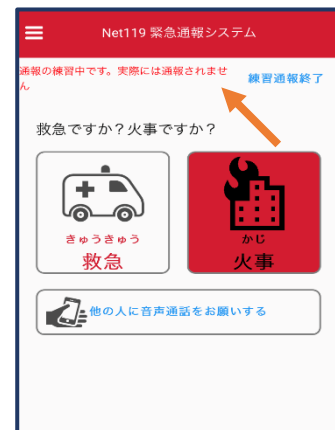 Net119 緊急通報システム
通報の練習中です。実際には通報されませ
ん
練習通報終了
救急ですか？火事ですか？
きゅうきゅう
救急
かじ
火事
他の人に音声通話をお願いする